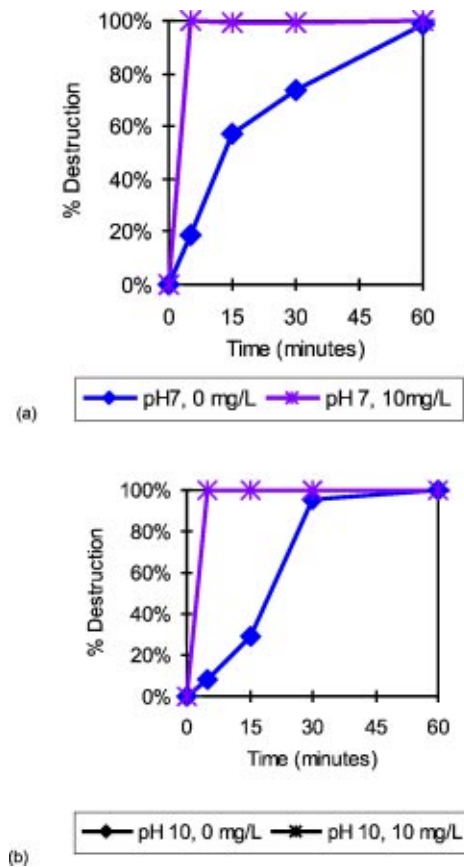 100%
80%
60%
40%
20%
0%
% Destruction
0 15 30 45 60
Time (minutes)
pH7, 0 mg/L pH 7, 10mg/L
(a)
100%
80%
60%
40%
20%
0%
% Destruction
0 15 30 45 60
Time (minutes)
pH 10, 0 mg/L pH 10, 10 mg/L
(b)